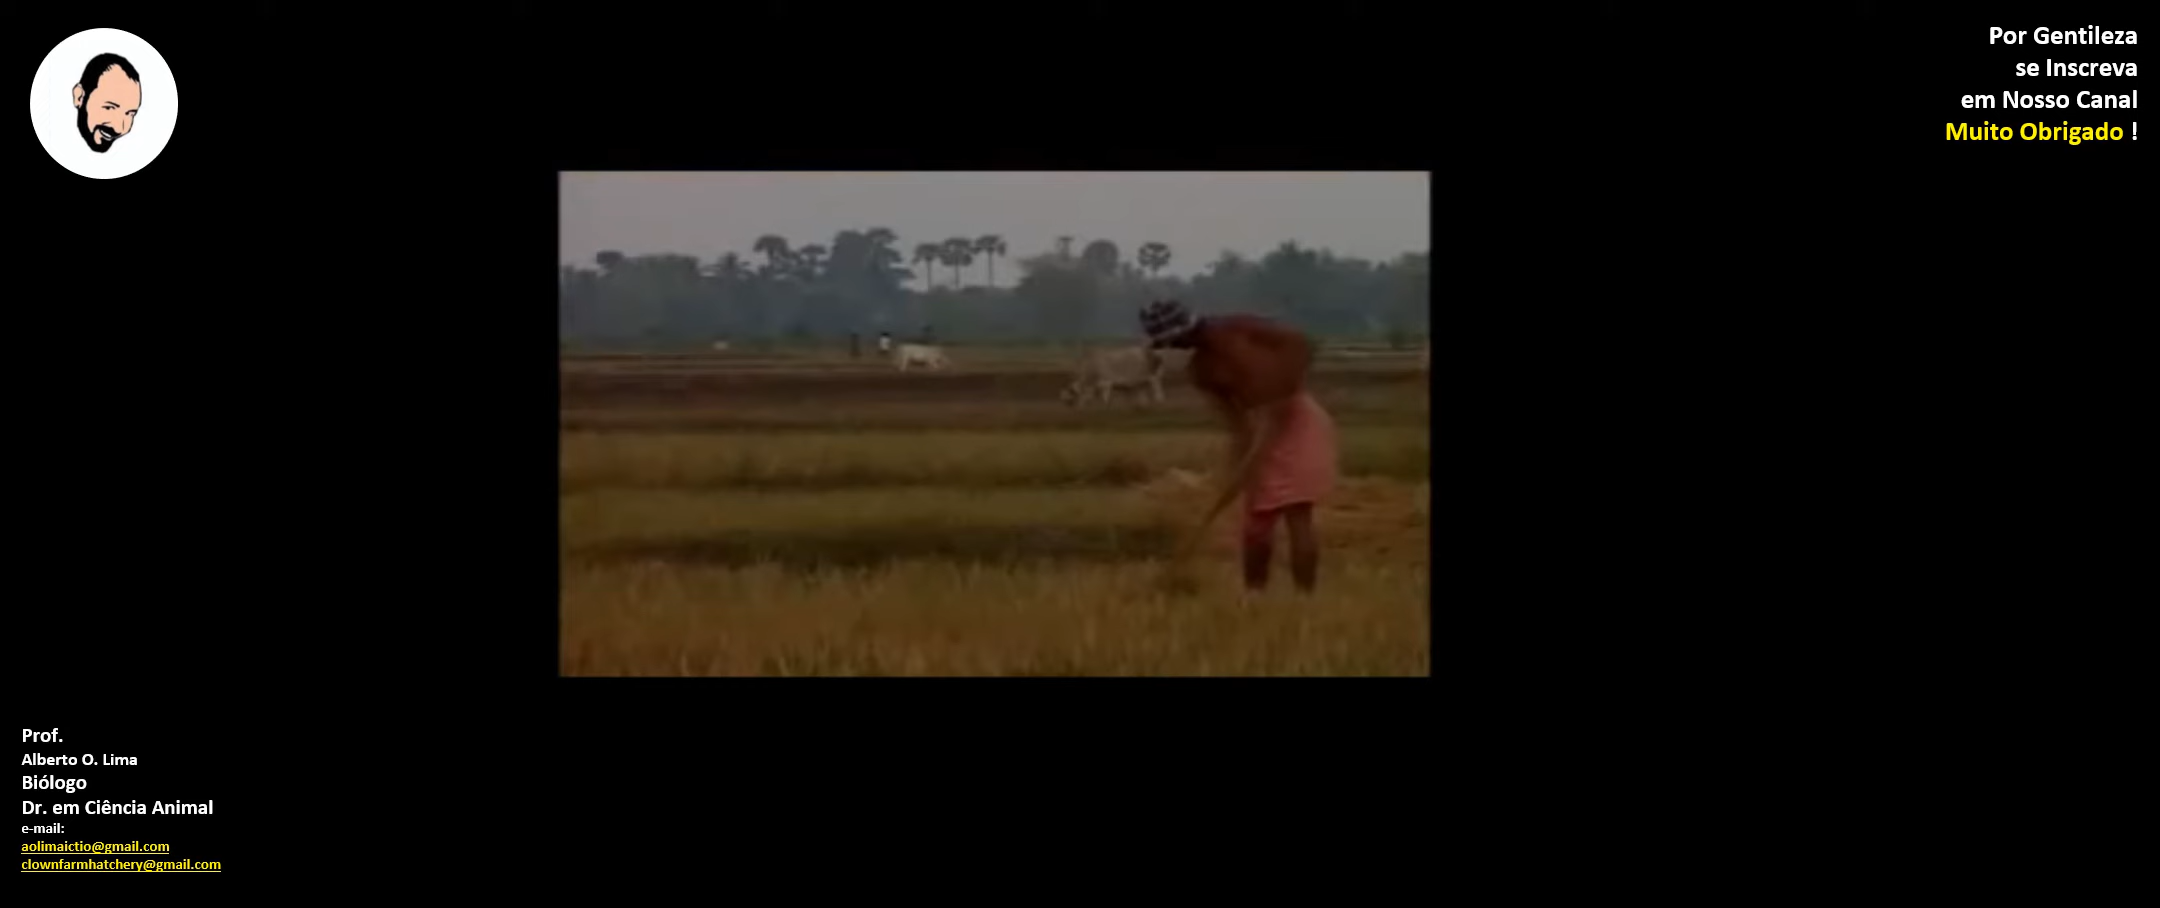 Por Gentileza
se Inscreva
em Nosso Canal
Muito Obrigado !
Prof.
Alberto O. Lima
Biólogo
Dr. em Ciência Animal
e-mail:
aolimaictio@gmail.com
clownfarmhatchery@gmail.com